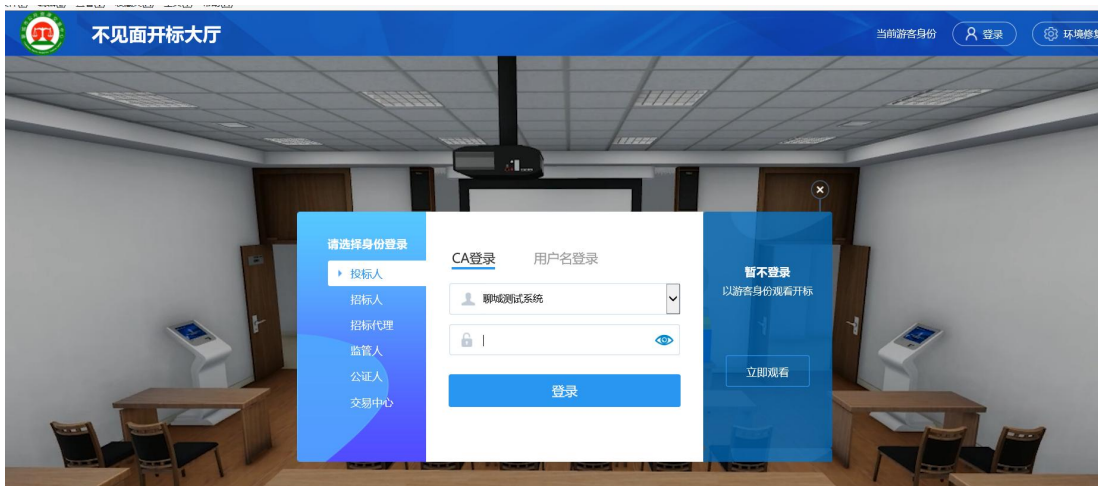 不见面开标大厅
当前游客身份
登录
环境修复
请选择身份登录
投标人
招标人
招标代理
监管人
公证人
交易中心
CA登录
用户名登录
聊城测试系统
登录
暂不登录
以游客身份观看开标
立即观看